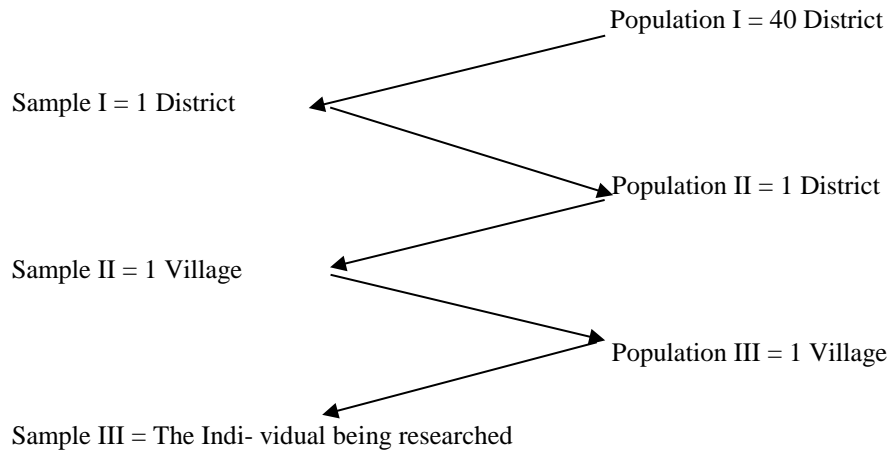 Population I = 40 District
Sample I = 1 District
Population II = 1 District
Sample II = 1 Village
Population III = 1 Village
Sample III = The Indi- vidual being researched